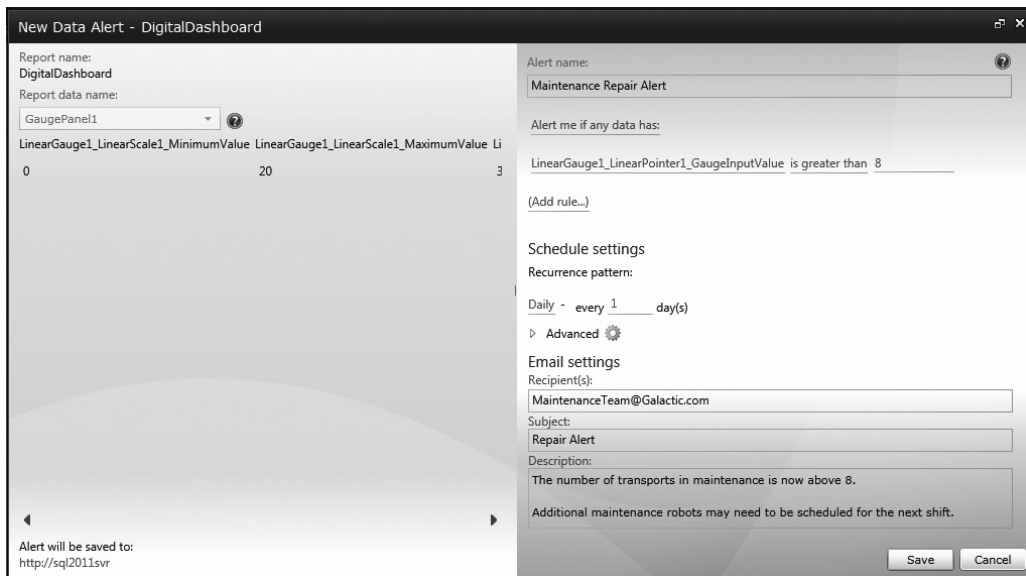 New Data Alert - DigitalDashboard
Report name:
DigitalDashboard
Report data name:
GaugePanel1
LinearGauge1_LinearScale1_MinimumValue LinearGauge1_LinearScale1_MaximumValue Li
0 20 3
Alert will be saved to:
http://sql2011svr
Alert name:
Maintenance Repair Alert
Alert me if any data has:
LinearGauge1_LinearPointer1_GaugeInputValue is greater than 8
(Add rule...)
Schedule settings
Recurrence pattern:
Daily - every 1 day(s)
Advanced
Email settings
Recipient(s):
MaintenanceTeam@Galactic.com
Subject:
Repair Alert
Description:
The number of transports in maintenance is now above 8.
Additional maintenance robots may need to be scheduled for the next shift.
Save Cancel